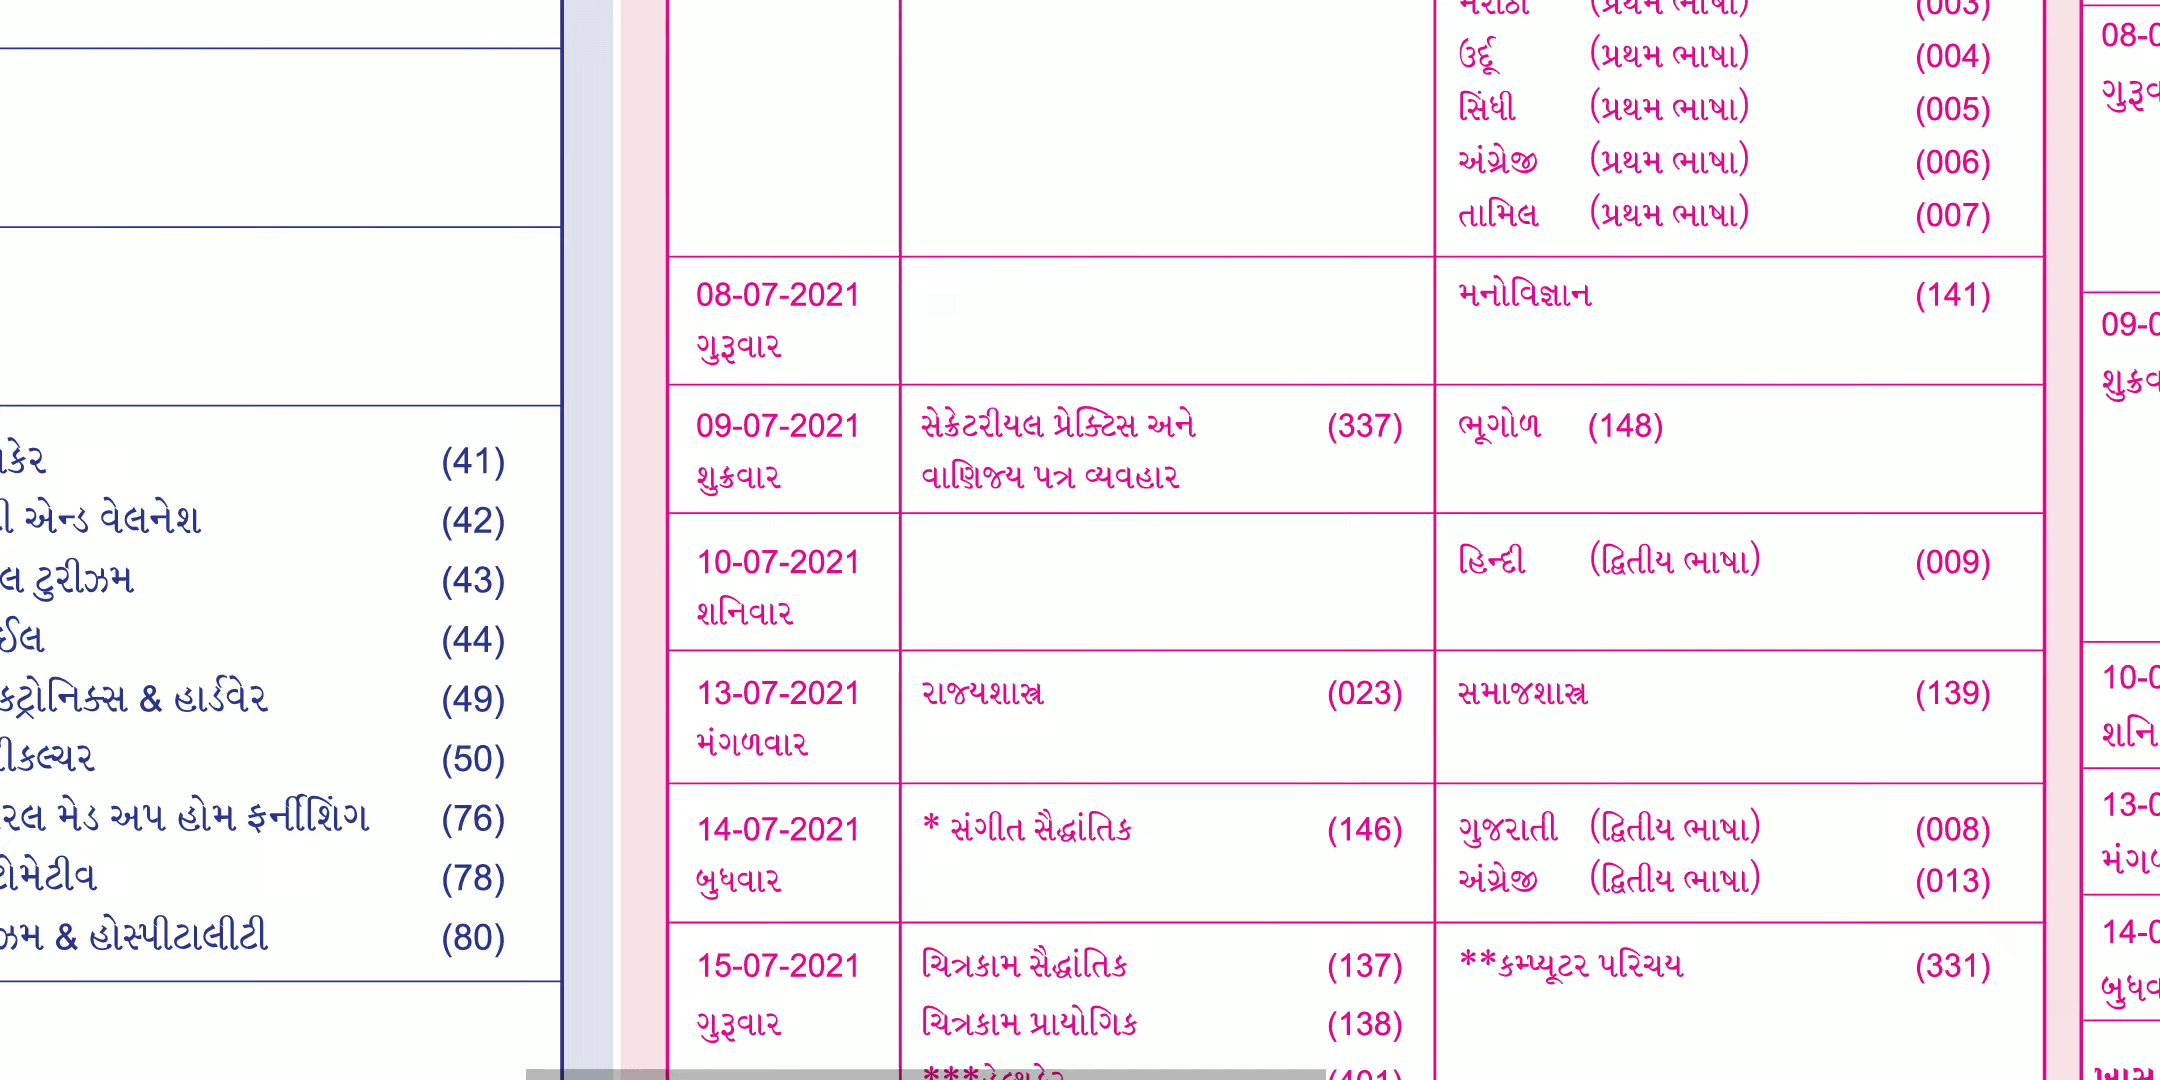 (41)
એન્ડ વેલનેશ (42)
ટુરીઝમ (43)
(44)
& હાર્ડવેર (49)
(50)
મેડ અપ હોમ ફર્નીશિંગ (76)
(78)
& હોસ્પીટાલીટી (80)
મરાઠી (પ્રથમ ભાષા) (003)
ઉર્દૂ (પ્રથમ ભાષા) (004)
સિંધી (પ્રથમ ભાષા) (005)
અંગ્રેજી (પ્રથમ ભાષા) (006)
તામિલ (પ્રથમ ભાષા) (007)
08-07-2021 મનોવિજ્ઞાન (141)
ગુરૂવાર
09-07-2021 સેક્રેટરીયલ પ્રેક્ટિસ અને (337) ભૂગોળ (148)
શુક્રવાર વાણિજ્ય પત્ર વ્યવહાર
10-07-2021 હિન્દી (દ્વિતીય ભાષા) (009)
શનિવાર
13-07-2021 રાજ્યશાસ્ત્ર (023) સમાજશાસ્ત્ર (139)
મંગળવાર
14-07-2021 * સંગીત સૈદ્ધાંતિક (146) ગુજરાતી (દ્વિતીય ભાષા) (008)
બુધવાર અંગ્રેજી (દ્વિતીય ભાષા) (013)
15-07-2021 ચિત્રકામ સૈદ્ધાંતિક (137) **કમ્પ્યૂટર પરિચય (331)
ગુરૂવાર ચિત્રકામ પ્રાયોગિક (138)